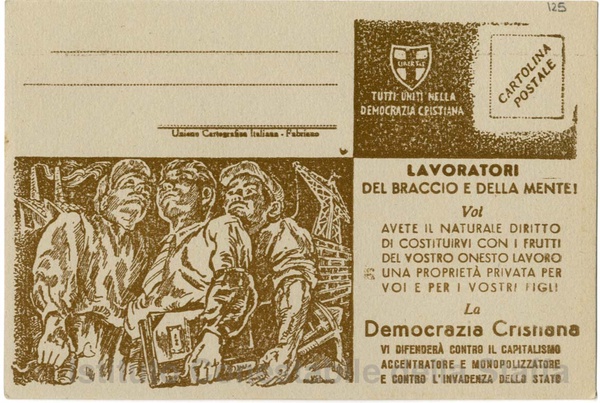 125
LIBERTAS
TUTTI UNITI NELLA
DEMOCRAZIA CRISTIANA
CARTOLINA
POSTALE
Unione Cartografica Italiana - Fabriano
LAVORATORI
DEL BRACCIO E DELLA MENTE!
Voi
AVETE IL NATURALE DIRITTO
DI COSTITUIRVI CON I FRUTTI
DEL VOSTRO ONESTO LAVORO
UNA PROPRIETÀ PRIVATA PER
VOI E PER I VOSTRI FIGLI
La
Democrazia Cristiana
VI DIFENDERÀ CONTRO IL CAPITALISMO
ACCENTRATORE E MONOPOLIZZATORE
E CONTRO L'INVADENZA DELLO STATO